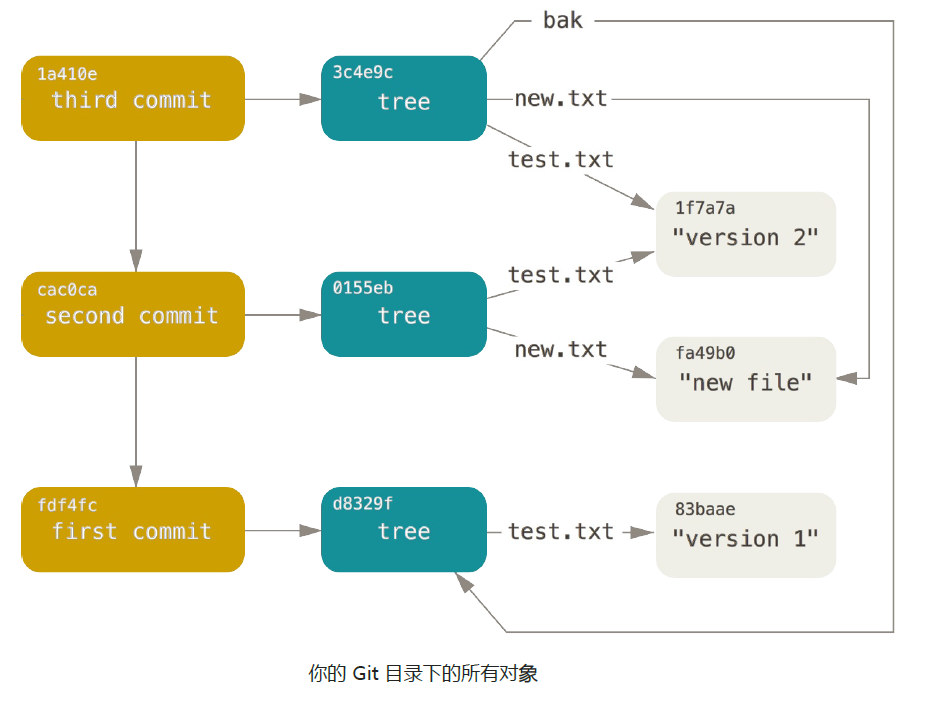 bak
1a410e
third commit
3c4e9c
tree
new.txt
test.txt
1f7a7a
"version 2"
cac0ca
second commit
0155eb
tree
test.txt
new.txt
fa49b0
"new file"
fdf4fc
first commit
d8329f
tree
test.txt
83baae
"version 1"
你的 Git 目录下的所有对象